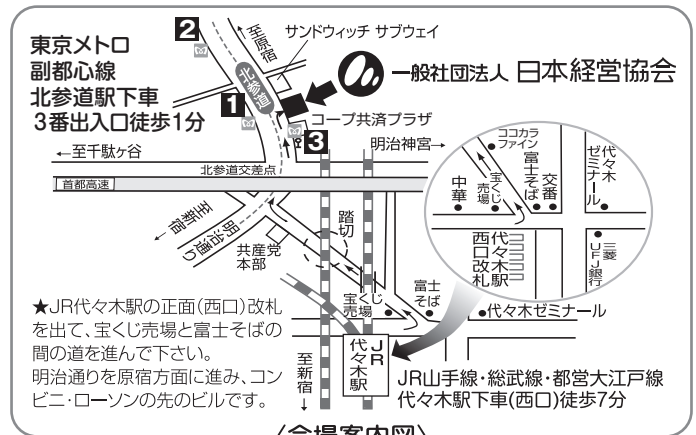 東京メトロ
副都心線
北参道駅下車
3番出入口徒歩1分
2
至原宿
サンドウィッチ サブウェイ
北参道
一般社団法人 日本経営協会
1
コープ共済プラザ
3
←至千駄ヶ谷
明治神宮→
北参道交差点
首都高速
至新宿
明治通り
共産党
本部
踏切
宝くじ
売場
富士
そば
代々木ゼミナール
JR
代々木駅
至新宿
ココカラ
ファイン
中華
宝くじ
売場
富士そば
交番
代々木
ゼミナール
代々木駅
西口改札
三菱
UFJ銀行
★JR代々木駅の正面(西口)改札
を出て、宝くじ売場と富士そばの
間の道を進んで下さい。
明治通りを原宿方面に進み、コン
ビニ・ローソンの先のビルです。
JR山手線・総武線・都営大江戸線
代々木駅下車(西口)徒歩7分
〈会場案内図〉